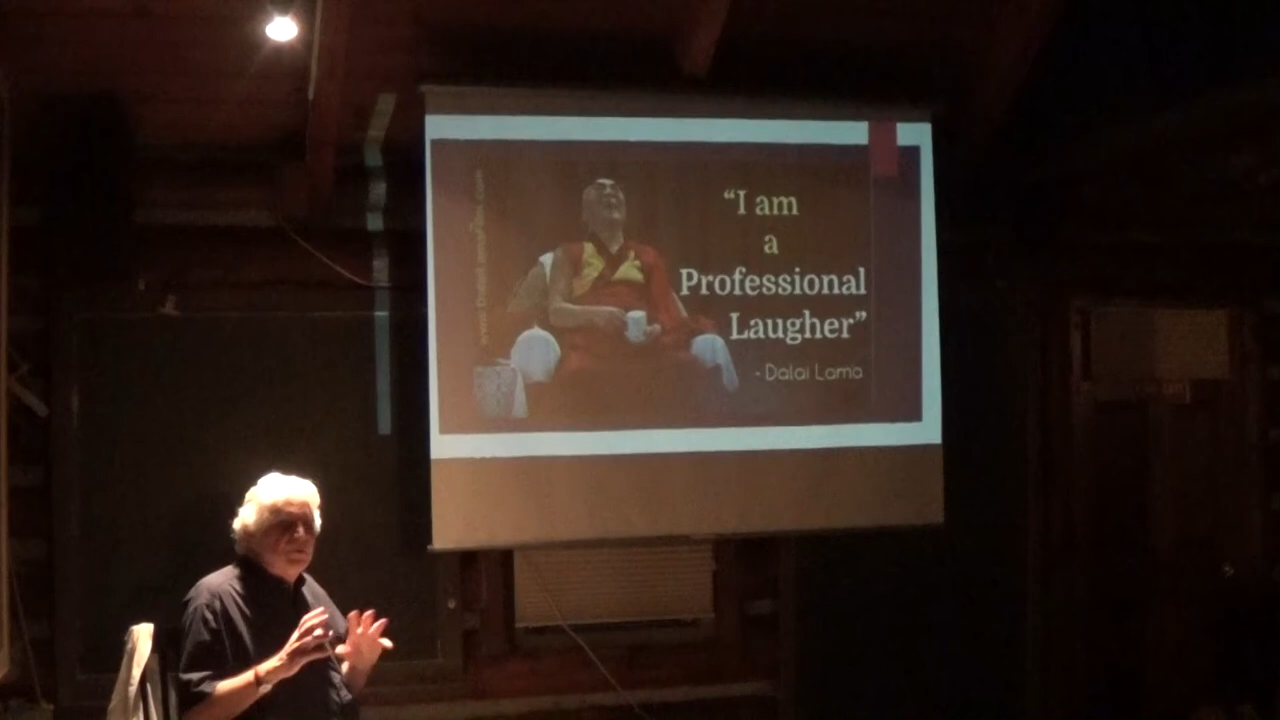 “I am
a
Professional
Laugher”
- Dalai Lama